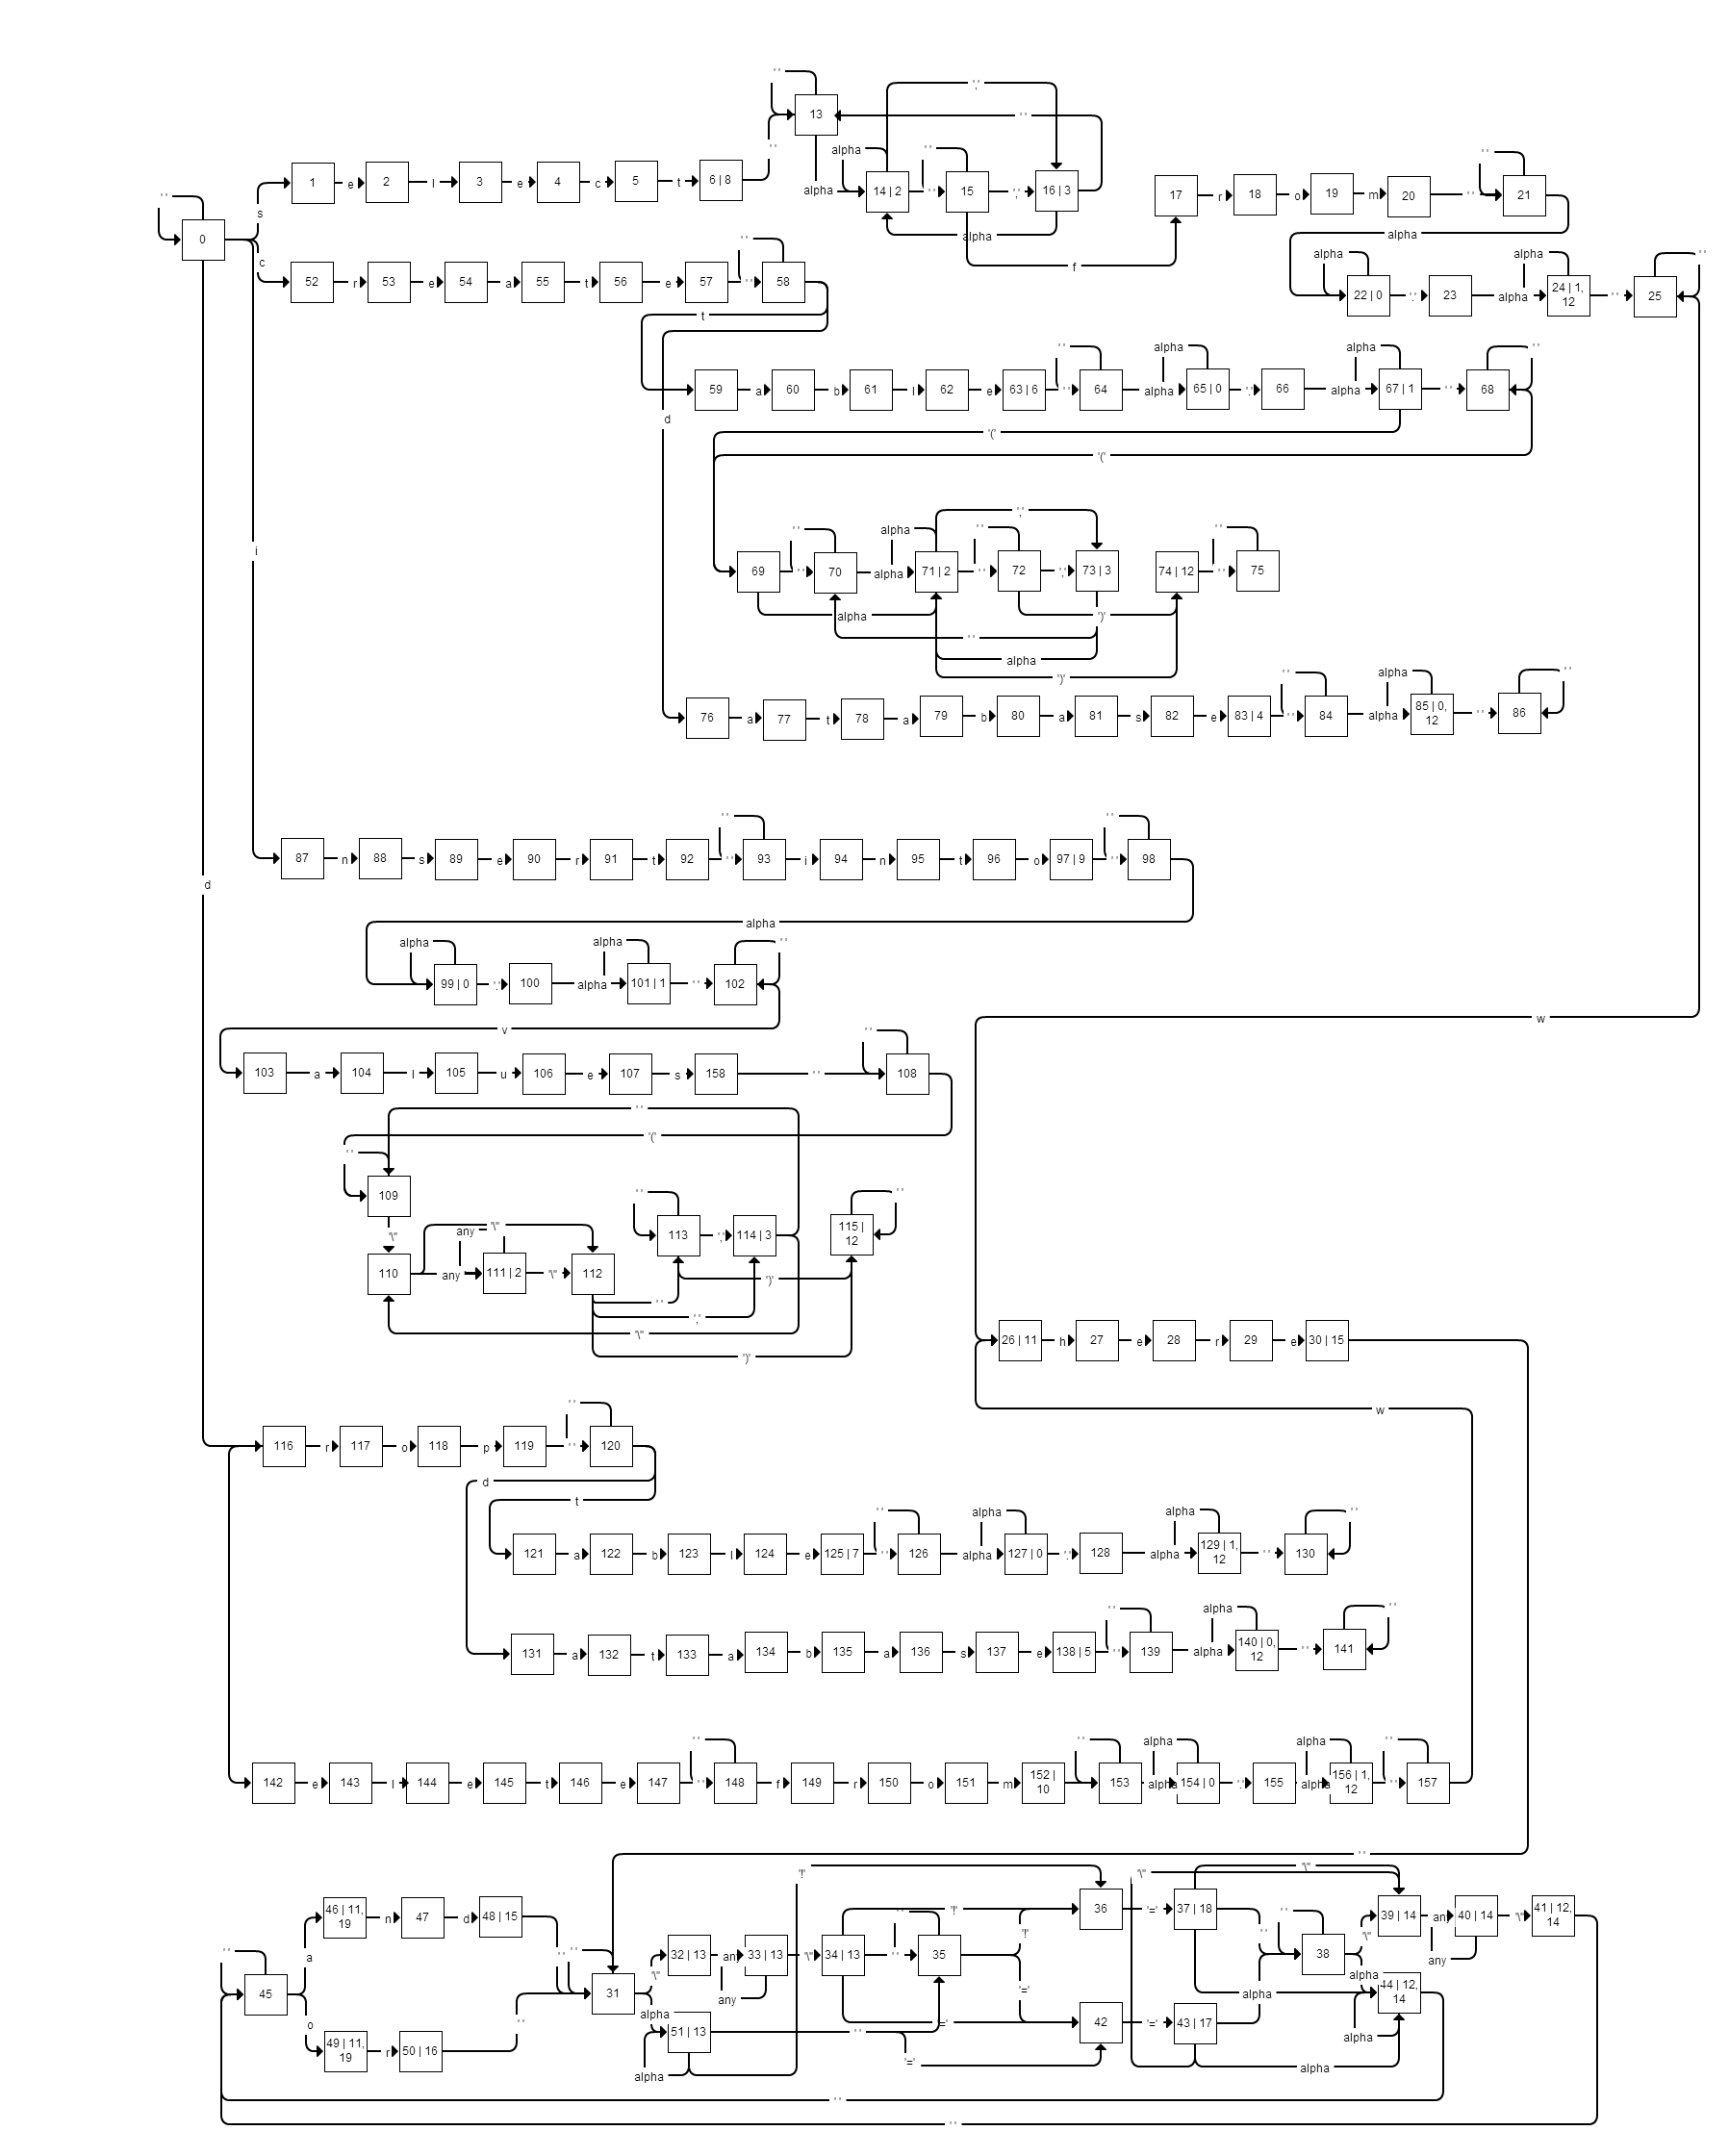 ' ' 13 ','
' '
alpha ' ' ' '
' ' 1 e 2 l 3 e 4 c 5 t 6 | 8 ' ' alpha 14 | 2 ' ' 15 ',' 16 | 3 17 r 18 o 19 m 20 ' ' 21
s
0 alpha alpha
c ' ' f alpha alpha ' '
52 r 53 e 54 a 55 t 56 e 57 ' ' 58 22 | 0 '.' 23 alpha 24 | 1, 12 ' ' 25
t
' ' alpha alpha ' '
59 a 60 b 61 l 62 e 63 | 6 ' ' 64 alpha 65 | 0 '.' 66 alpha 67 | 1 ' ' 68
d
'('
'('
','
' ' alpha ' ' ' '
i
69 ' ' 70 alpha 71 | 2 ' ' 72 ',' 73 | 3 74 | 12 ' ' 75
alpha ')'
' '
alpha
')'
' ' alpha ' '
76 a 77 t 78 a 79 b 80 a 81 s 82 e 83 | 4 ' ' 84 alpha 85 | 0, 12 ' ' 86
' ' ' '
87 n 88 s 89 e 90 r 91 t 92 ' ' 93 i 94 n 95 t 96 o 97 | 9 ' ' 98
d
alpha
alpha alpha ' '
99 | 0 '.' 100 alpha 101 | 1 ' ' 102
w
v ' '
103 a 104 l 105 u 106 e 107 s 158 ' ' 108
' '
'('
' '
109 ' ' ' '
'\"' any '\"' 113 ',' 114 | 3 115 | 12
110 any 111 | 2 '\"' 112 ')'
' '
','
'\"'
')'
26 | 11 h 27 e 28 r 29 e 30 | 15
w
' '
116 r 117 o 118 p 119 ' ' 120
d
t
' ' alpha alpha ' '
121 a 122 b 123 l 124 e 125 | 7 ' ' 126 alpha 127 | 0 '.' 128 alpha 129 | 1, 12 ' ' 130
' ' alpha ' '
131 a 132 t 133 a 134 b 135 a 136 s 137 e 138 | 5 ' ' 139 alpha 140 | 0, 12 ' ' 141
' ' ' ' alpha alpha ' '
142 e 143 l 144 e 145 t 146 e 147 ' ' 148 f 149 r 150 o 151 m 152 | 10 153 alpha 154 | 0 '.' 155 alpha 156 | 1, 12 ' ' 157
' '
'!' '\"' '\"'
46 | 11, 19 n 47 d 48 | 15 '!' ' ' 36 '=' 37 | 18 ' ' 39 | 14 any 40 | 14 '\"' 41 | 12, 14
' ' a ' ' ' ' 32 | 13 any 33 | 13 '\"' 34 | 13 ' ' 35 '!' ' ' 38 '\"' any
45 31 '\"' any '=' alpha alpha 44 | 12, 14
o ' ' alpha 51 | 13 ' ' '=' 42 '=' 43 | 17 alpha
49 | 11, 19 r 50 | 16 alpha '=' alpha
' '
' '